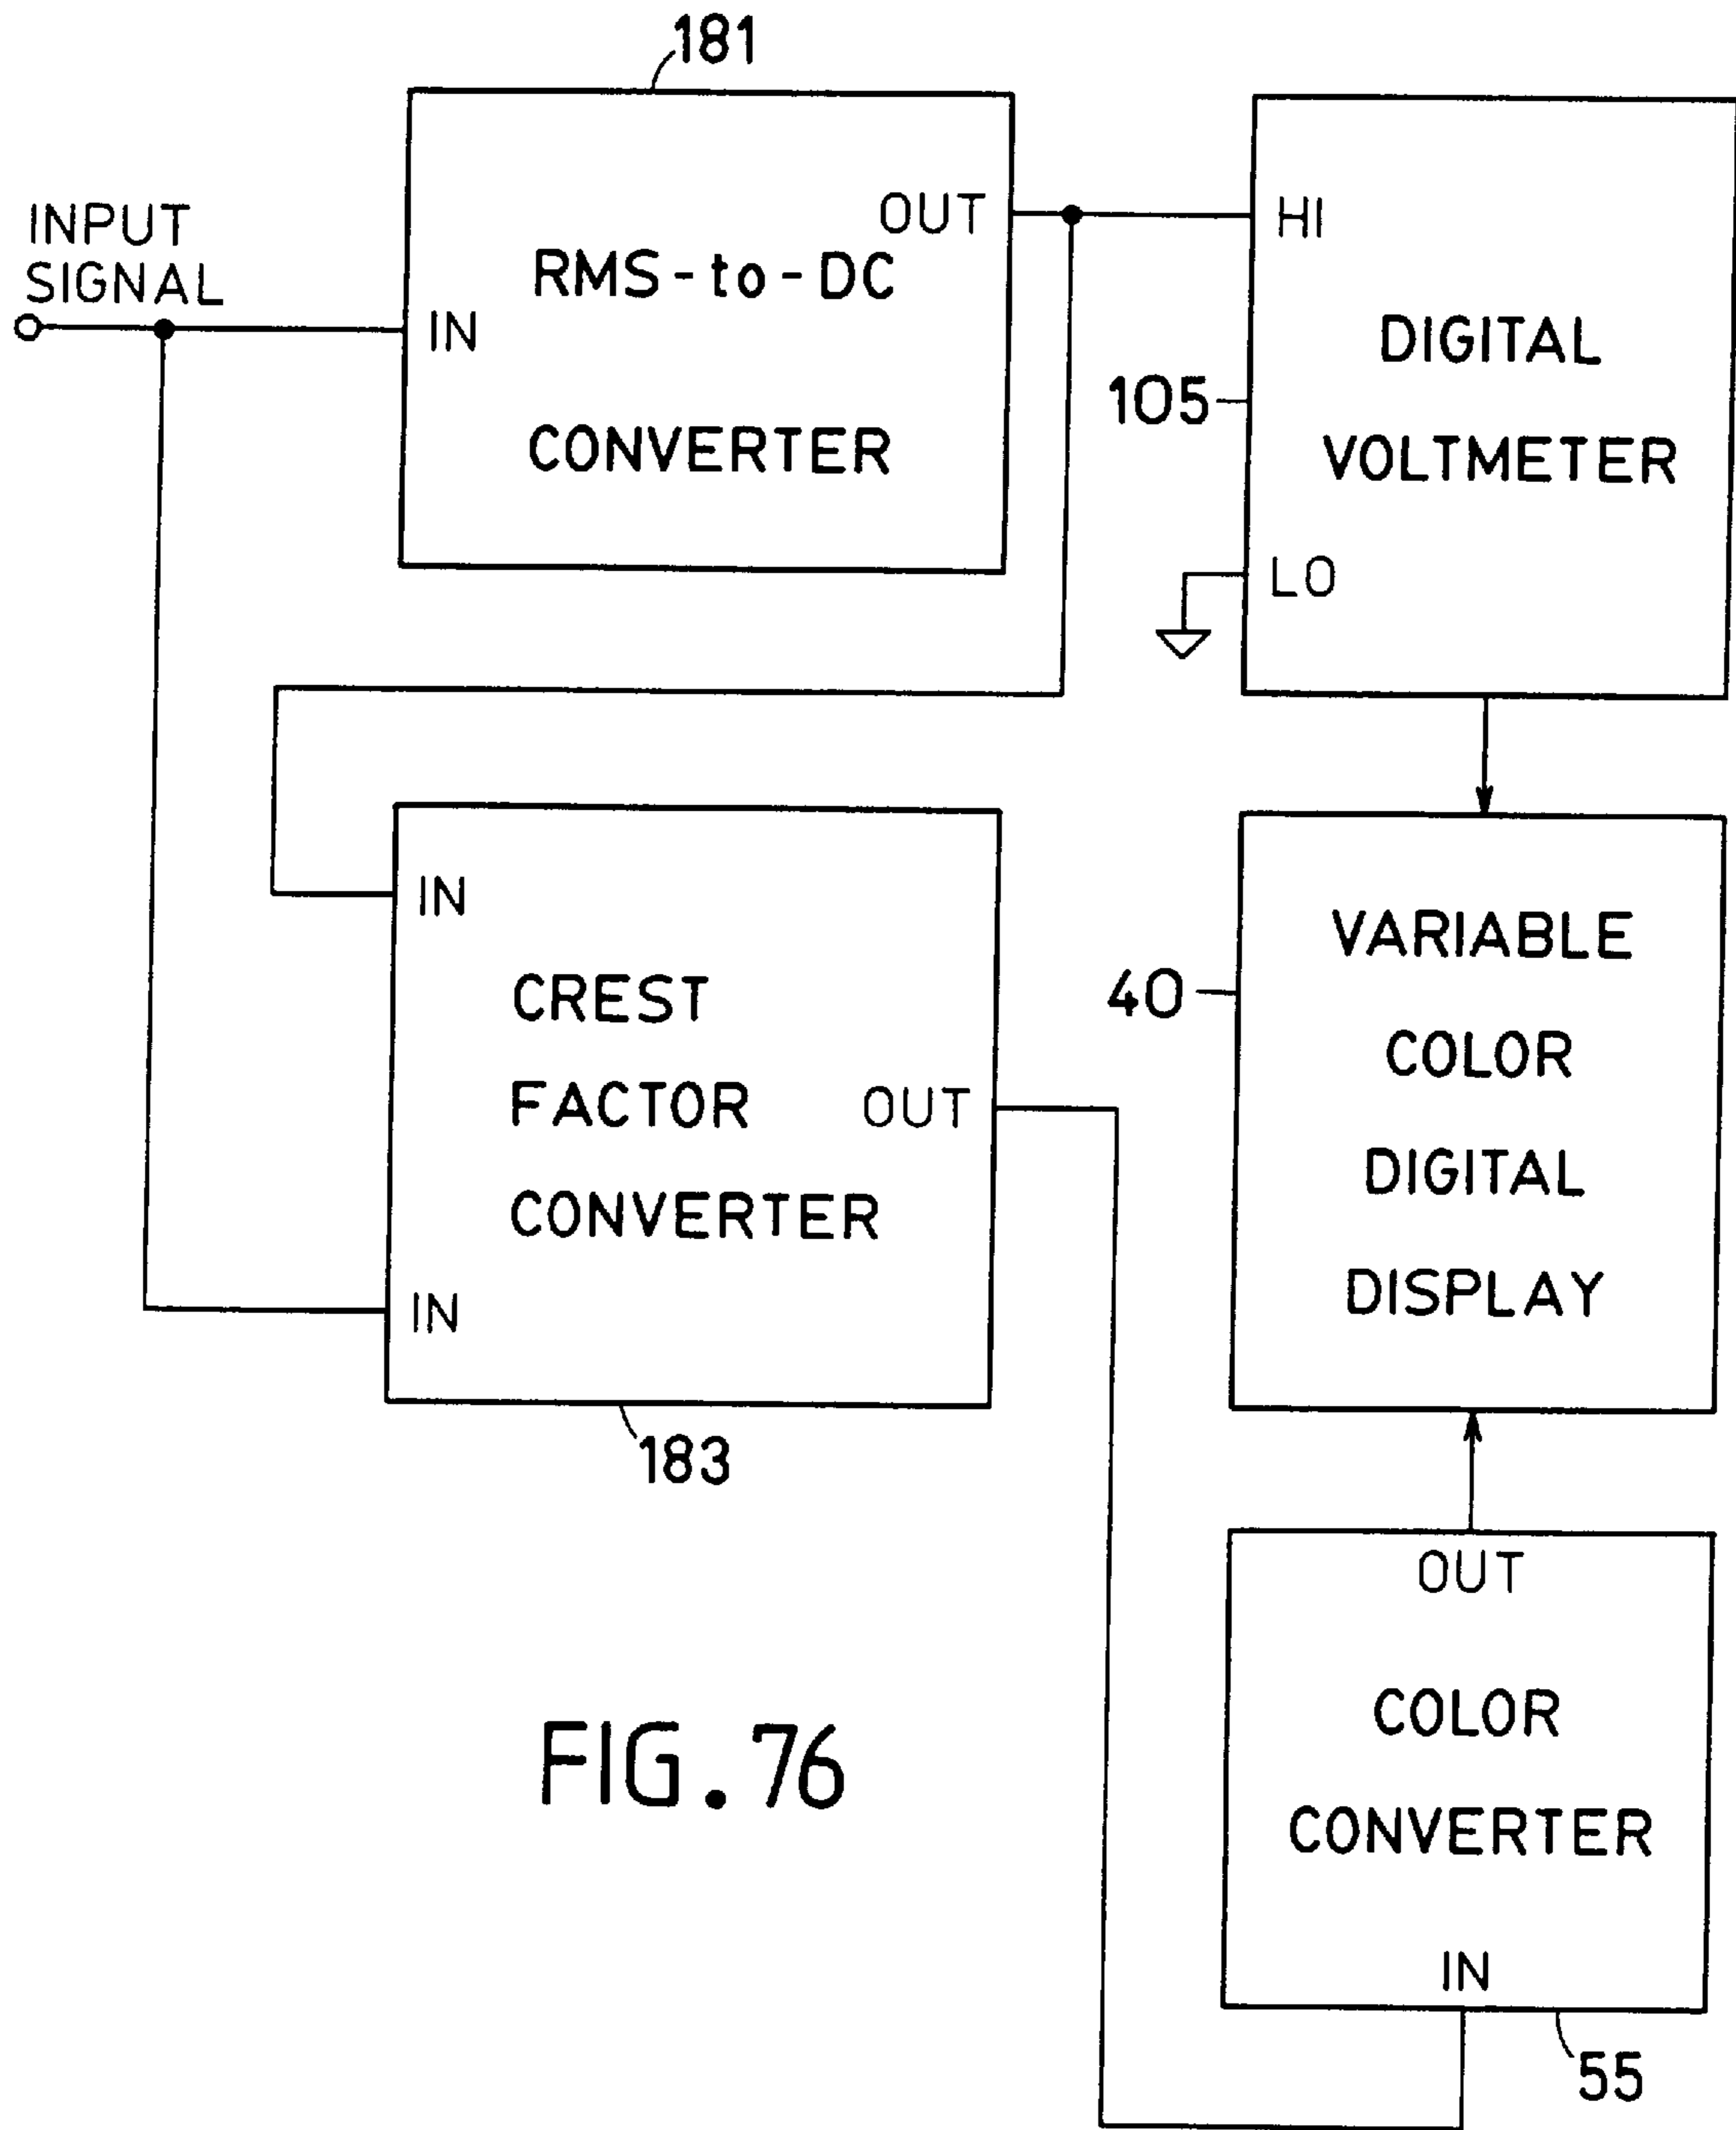 181
INPUT
SIGNAL
IN
OUT
RMS-to-DC
CONVERTER
HI
DIGITAL
105
VOLTMETER
LO
IN
CREST
FACTOR
OUT
CONVERTER
IN
183
VARIABLE
40
COLOR
DIGITAL
DISPLAY
OUT
COLOR
CONVERTER
IN
55
FIG. 76